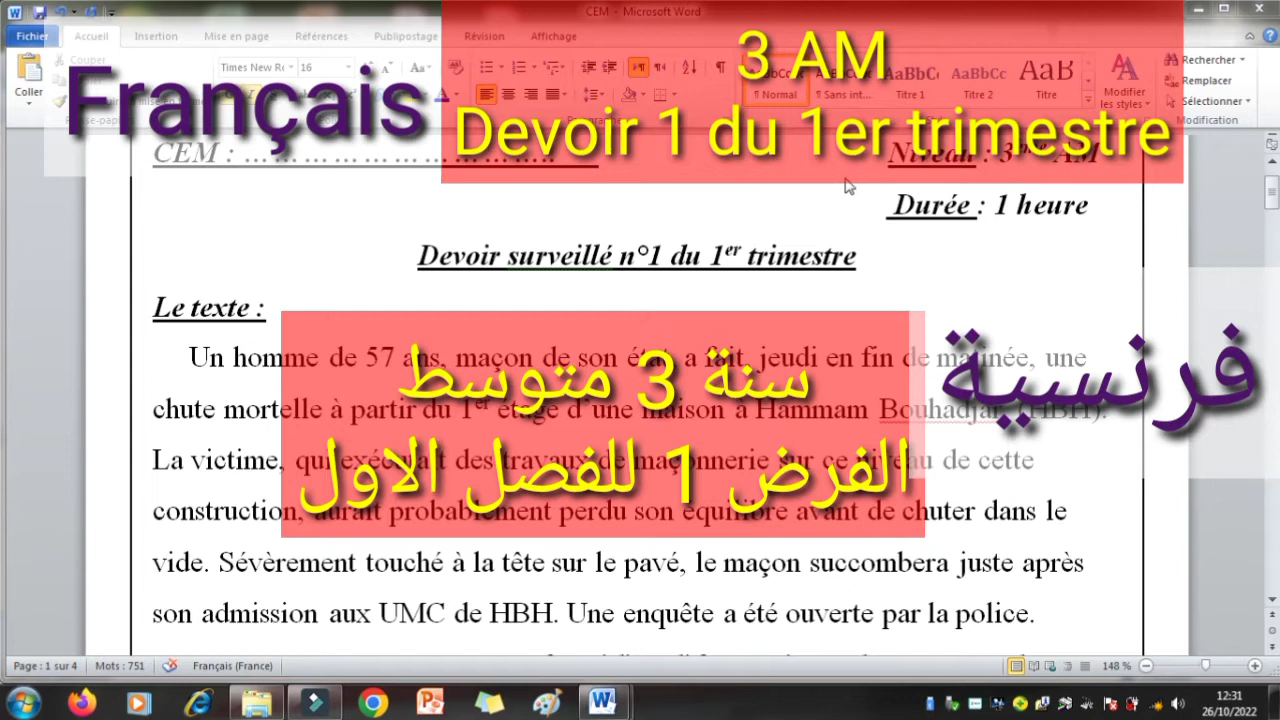 CEM - Microsoft Word
Fichier Accueil Insertion Mise en page Références Publipostage Révision Affichage
Coller
Couper
Times New R 16
Rechercher
Remplacer
Sélectionner
Modifier les styles
Modification
¶ Normal ¶ Sans int... Titre 1 Titre 2 Titre
Français
3 AM
Devoir 1 du 1er trimestre
CEM : Niveau : 3 AM
Durée : 1 heure
Devoir surveillé n°1 du 1er trimestre
Le texte :
Un homme de 57 ans, maçon de son état, a fait, jeudi en fin de matinée, une
chute mortelle à partir du 1er étage d'une maison à Hammam Bouhadjar (HBH).
La victime, qui exécutait des travaux de maçonnerie sur ce niveau de cette
construction, aurait probablement perdu son équilibre avant de chuter dans le
vide. Sévèrement touché à la tête sur le pavé, le maçon succombera juste après
son admission aux UMC de HBH. Une enquête a été ouverte par la police.
سنة 3 متوسط
الفرض 1 للفصل الاول
فرنسية
Page : 1 sur 4 Mots : 751 Français (France) 148 %
12:31
26/10/2022